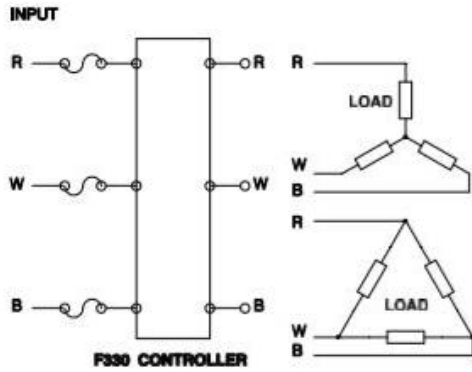 INPUT
R R R
LOAD
W W W
B
R
B B LOAD
W
B
F330 CONTROLLER